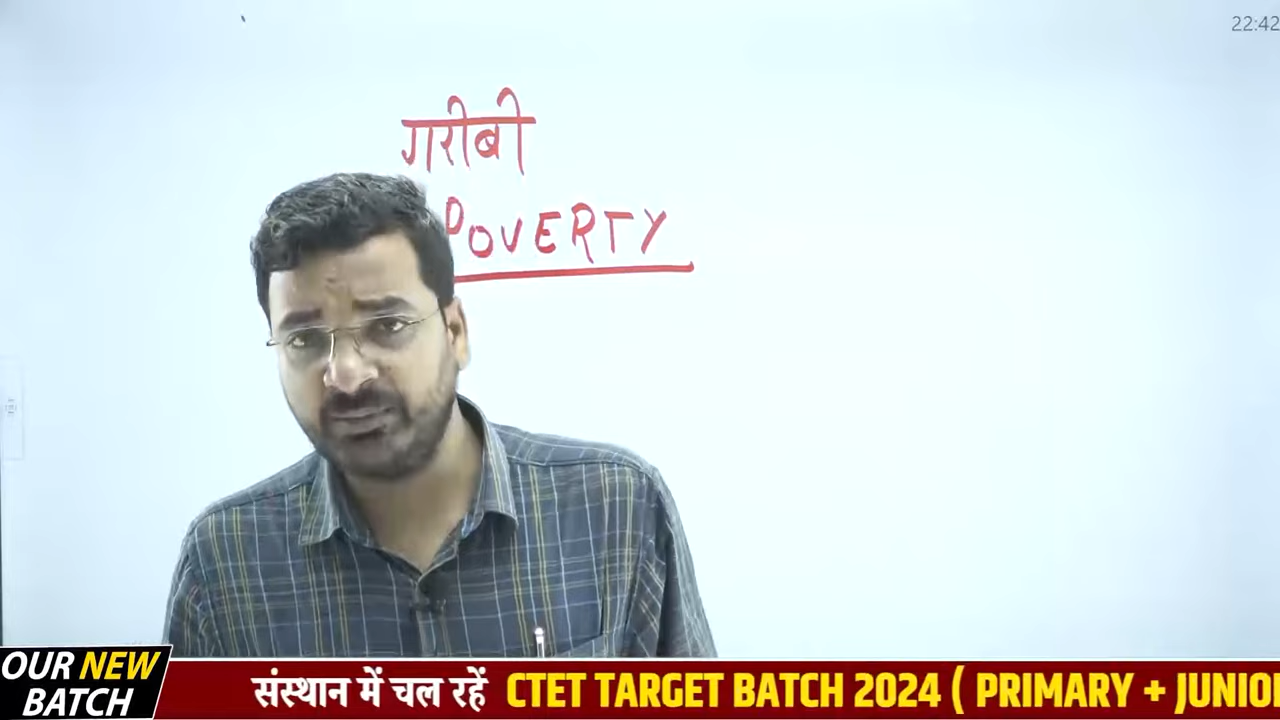 22:42
गरीबी
POVERTY
OUR NEW
BATCH
संस्थान में चल रहें CTET TARGET BATCH 2024 ( PRIMARY + JUNIO